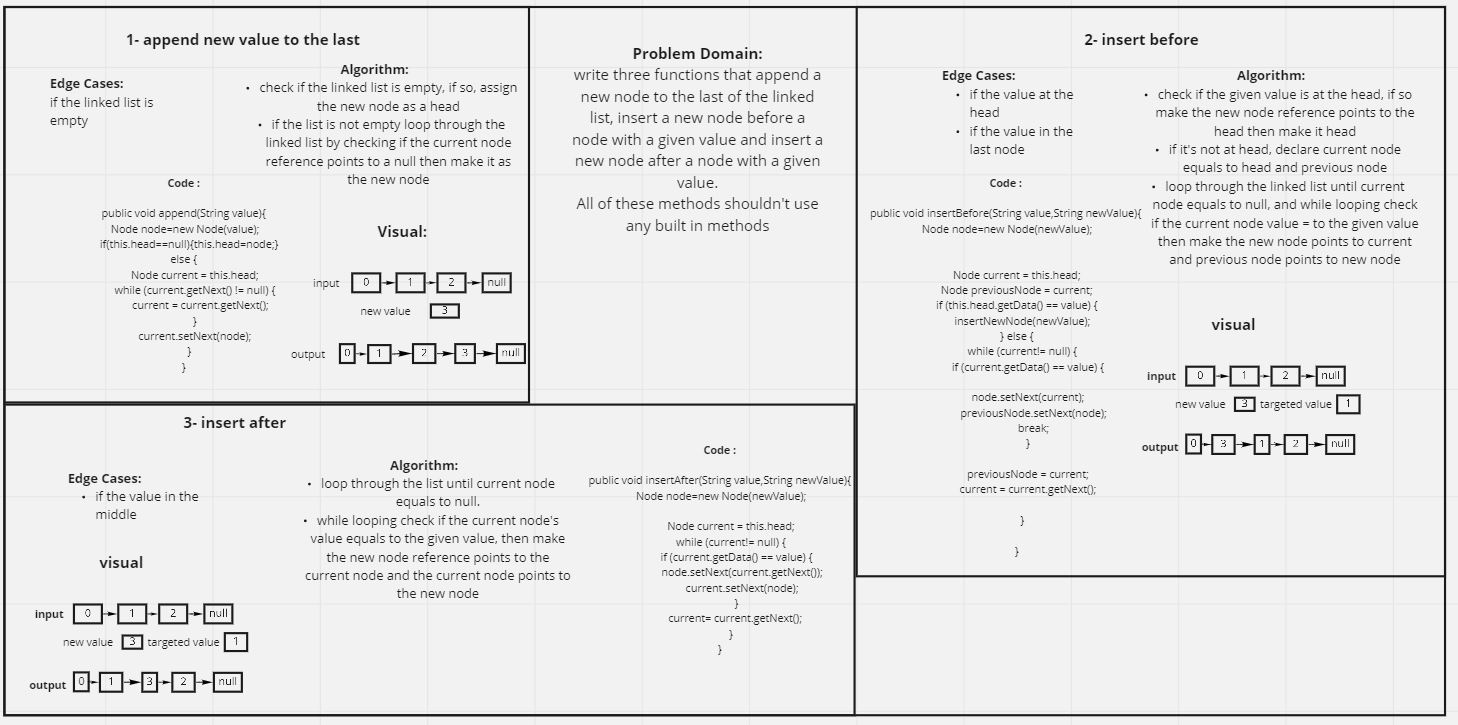 1- append new value to the last
Edge Cases:
if the linked list is
empty
Algorithm:
• check if the linked list is empty, if so, assign
the new node as a head
• if the list is not empty loop through the
linked list by checking if the current node
reference points to a null then make it as
the new node
Code :
public void append(String value){
Node node=new Node(value);
if(this.head==null){this.head=node;}
else {
Node current = this.head;
while (current.getNext() != null) {
current = current.getNext();
}
current.setNext(node);
}
}
Visual:
input 0 1 2 null
new value 3
output 0 1 2 3 null
Problem Domain:
write three functions that append a
new node to the last of the linked
list, insert a new node before a
node with a given value and insert a
new node after a node with a given
value.
All of these methods shouldn't use
any built in methods
2- insert before
Edge Cases:
• if the value at the
head
• if the value in the
last node
Algorithm:
• check if the given value is at the head, if so
make the new node reference points to the
head then make it head
• if it's not at head, declare current node
equals to head and previous node
• loop through the linked list until current
node equals to null, and while looping check
if the current node value = to the given value
then make the new node points to current
and previous node points to new node
Code :
public void insertBefore(String value,String newValue){
Node node=new Node(newValue);
Node current = this.head;
Node previousNode = current;
if (this.head.getData() == value) {
insertNewNode(newValue);
} else {
while (current!= null) {
if (current.getData() == value) {
node.setNext(current);
previousNode.setNext(node);
break;
}
previousNode = current;
current = current.getNext();
}
}
visual
input 0 1 2 null
new value 3 targeted value 1
output 0 3 1 2 null
3- insert after
Edge Cases:
• if the value in the
middle
Algorithm:
• loop through the list until current node
equals to null.
• while looping check if the current node's
value equals to the given value, then make
the new node reference points to the
current node and the current node points to
the new node
Code :
public void insertAfter(String value,String newValue){
Node node=new Node(newValue);
Node current = this.head;
while (current!= null) {
if (current.getData() == value) {
node.setNext(current.getNext());
current.setNext(node);
}
current= current.getNext();
}
}
visual
input 0 1 2 null
new value 3 targeted value 1
output 0 1 3 2 null